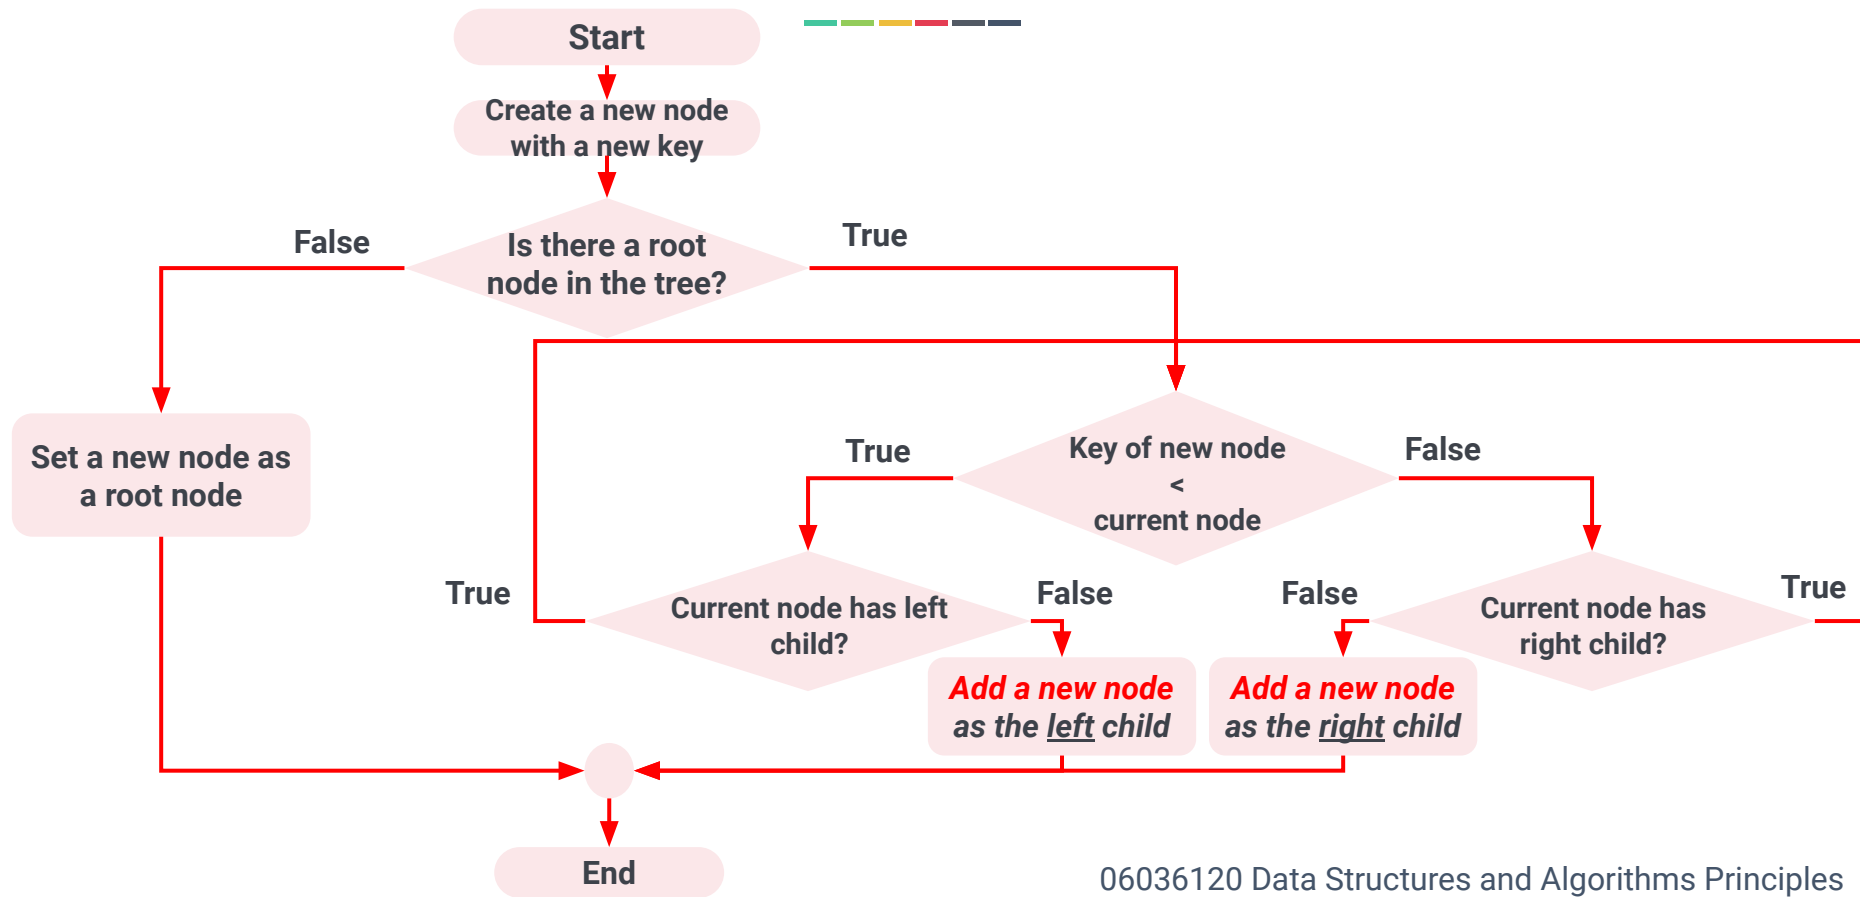 Start
Create a new node
with a new key
False
True
Is there a root
node in the tree?
Set a new node as
a root node
True
Key of new node
<
current node
False
True
Current node has left
child?
False
False
Current node has
right child?
True
Add a new node
as the left child
Add a new node
as the right child
End
06036120 Data Structures and Algorithms Principles